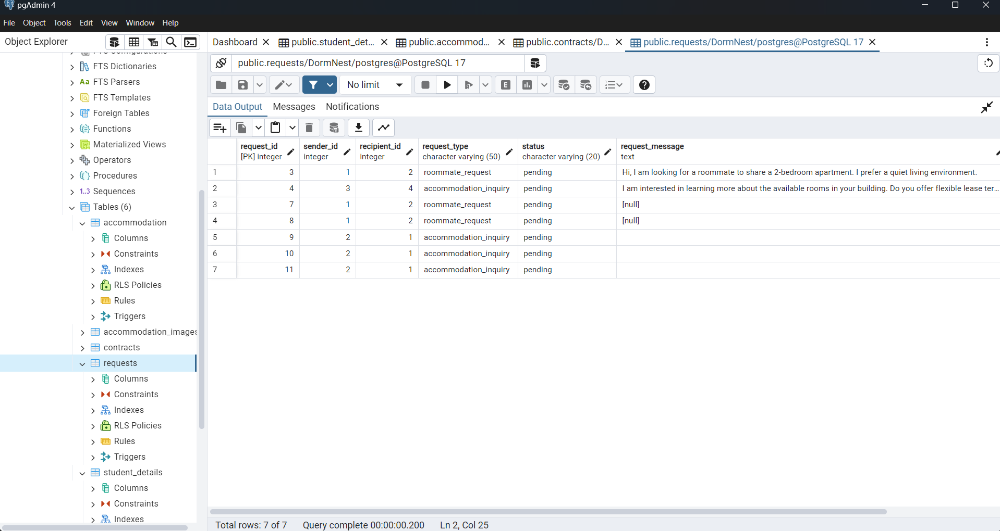 pgAdmin 4
File Object Tools Edit View Window Help
Object Explorer
Dashboard public.student_det... public.accommod... public.contracts/D... public.requests/DormNest/postgres@PostgreSQL 17
public.requests/DormNest/postgres@PostgreSQL 17
No limit
E
Data Output Messages Notifications
request_id sender_id recipient_id request_type status request_message
[PK] integer integer integer character varying (50) character varying (20) text
1 3 1 2 roommate_request pending Hi, I am looking for a roommate to share a 2-bedroom apartment. I prefer a quiet living environment.
2 4 3 4 accommodation_inquiry pending I am interested in learning more about the available rooms in your building. Do you offer flexible lease ter...
3 7 1 2 roommate_request pending [null]
4 8 1 2 roommate_request pending [null]
5 9 2 1 accommodation_inquiry pending
6 10 2 1 accommodation_inquiry pending
7 11 2 1 accommodation_inquiry pending
FTS Configurations
FTS Dictionaries
Aa FTS Parsers
FTS Templates
Foreign Tables
Functions
Materialized Views
Operators
Procedures
1..3 Sequences
Tables (6)
accommodation
Columns
Constraints
Indexes
RLS Policies
Rules
Triggers
accommodation_images
contracts
requests
Columns
Constraints
Indexes
RLS Policies
Rules
Triggers
student_details
Columns
Constraints
Indexes
Total rows: 7 of 7 Query complete 00:00:00.200 Ln 2, Col 25